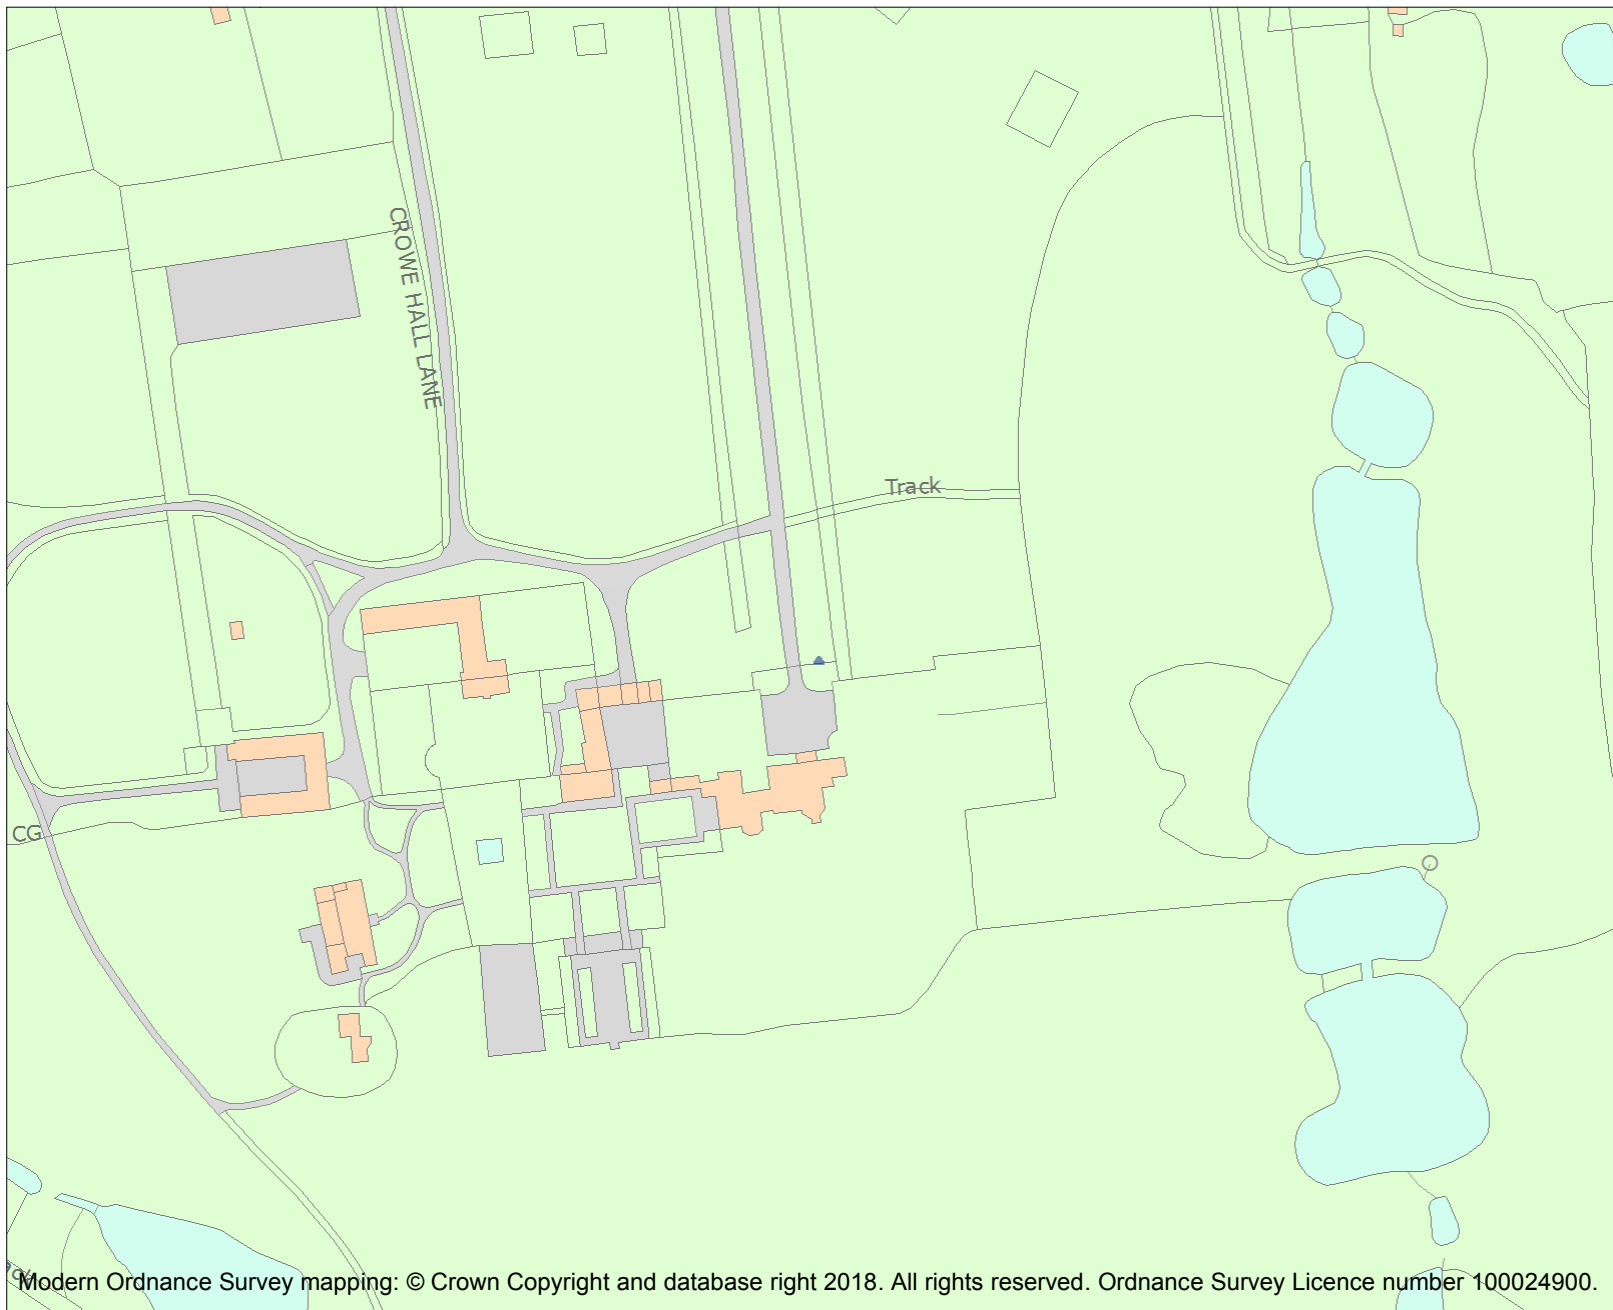 CROWE HALL LANE
Track
CG
Modern Ordnance Survey mapping: © Crown Copyright and database right 2018. All rights reserved. Ordnance Survey Licence number 100024900.